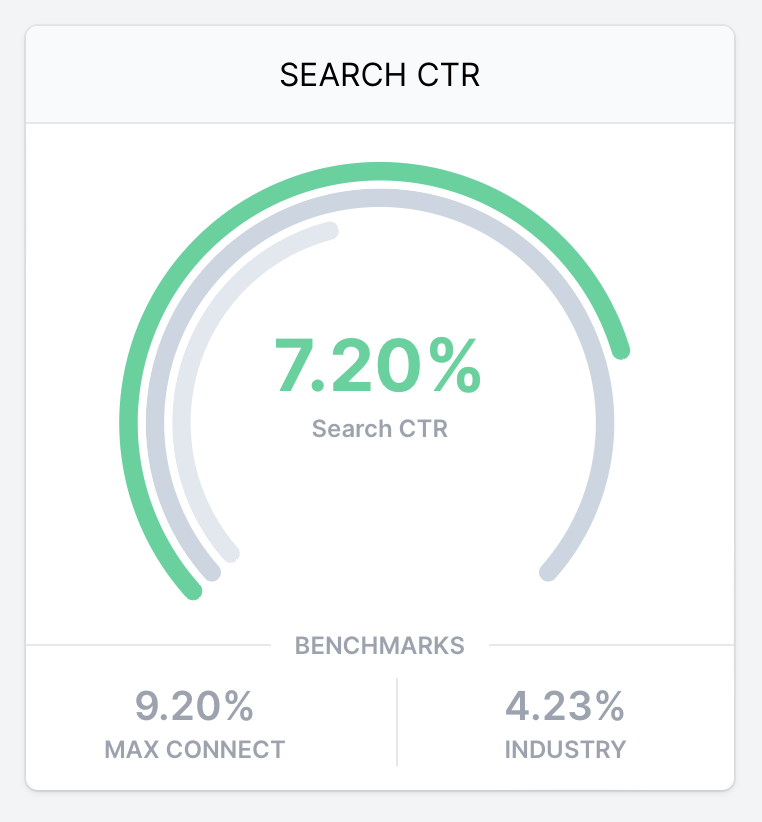 SEARCH CTR
7.20%
Search CTR
BENCHMARKS
9.20%
MAX CONNECT
4.23%
INDUSTRY